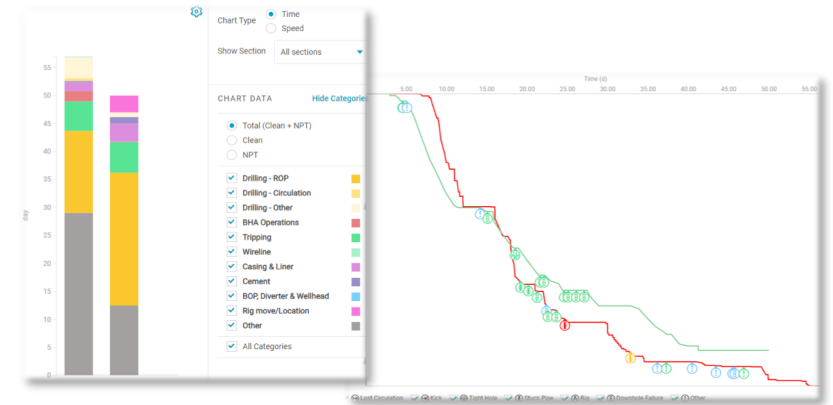 Chart Type
Time
Speed
Show Section
All sections
CHART DATA
Hide Categorie
Total (Clean + NPT)
Clean
NPT
Drilling - ROP
Drilling - Circulation
Drilling - Other
BHA Operations
Tripping
Wireline
Casing & Liner
Cement
BOP, Diverter & Wellhead
Rig move/Location
Other
All Categories
day
55
50
45
40
35
30
25
20
15
10
5
0
Time (d)
5.00 10.00 15.00 20.00 25.00 30.00 35.00 40.00 45.00 50.00 55.00
Lost Circulation Kick Tight Hole Stuck Pipe Rig Downhole Failure Other